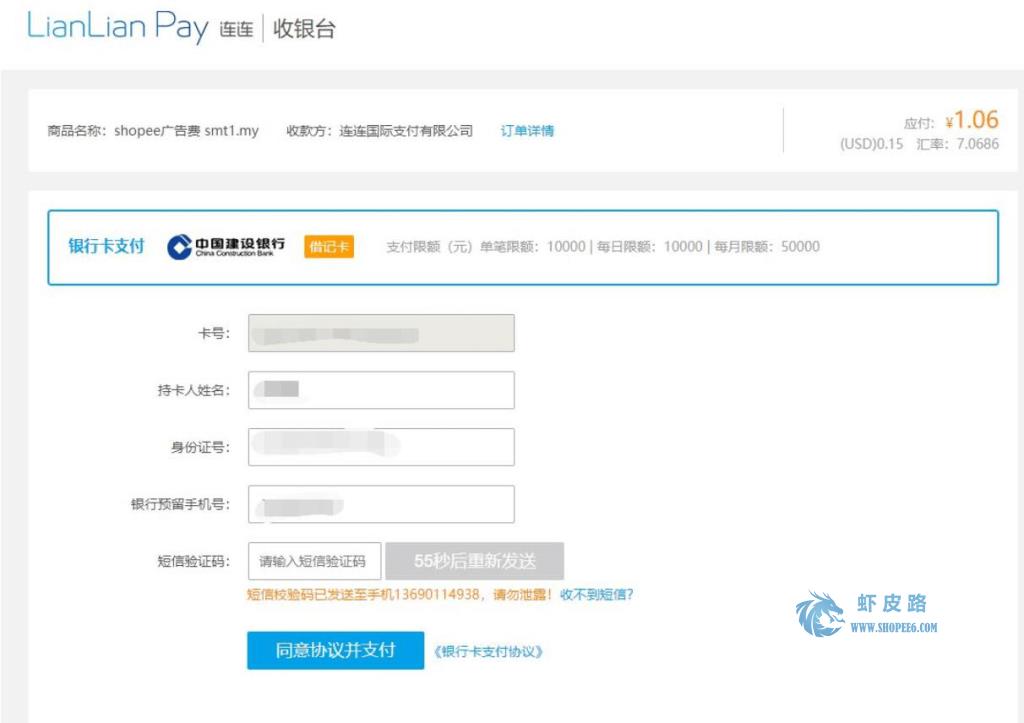 LianLian Pay 连连 | 收银台
商品名称：shopee广告费 smt1.my 收款方：连连国际支付有限公司 订单详情
应付：¥1.06
(USD)0.15 汇率：7.0686
银行卡支付 中国建设银行 China Construction Bank 借记卡 支付限额（元）单笔限额：10000 | 每日限额：10000 | 每月限额：50000
卡号：
持卡人姓名：
身份证号：
银行预留手机号：
短信验证码： 请输入短信验证码 55秒后重新发送
短信校验码已发送至手机13690114938，请勿泄露！收不到短信？
同意协议并支付 《银行卡支付协议》
虾皮路
WWW.SHOPEE6.COM